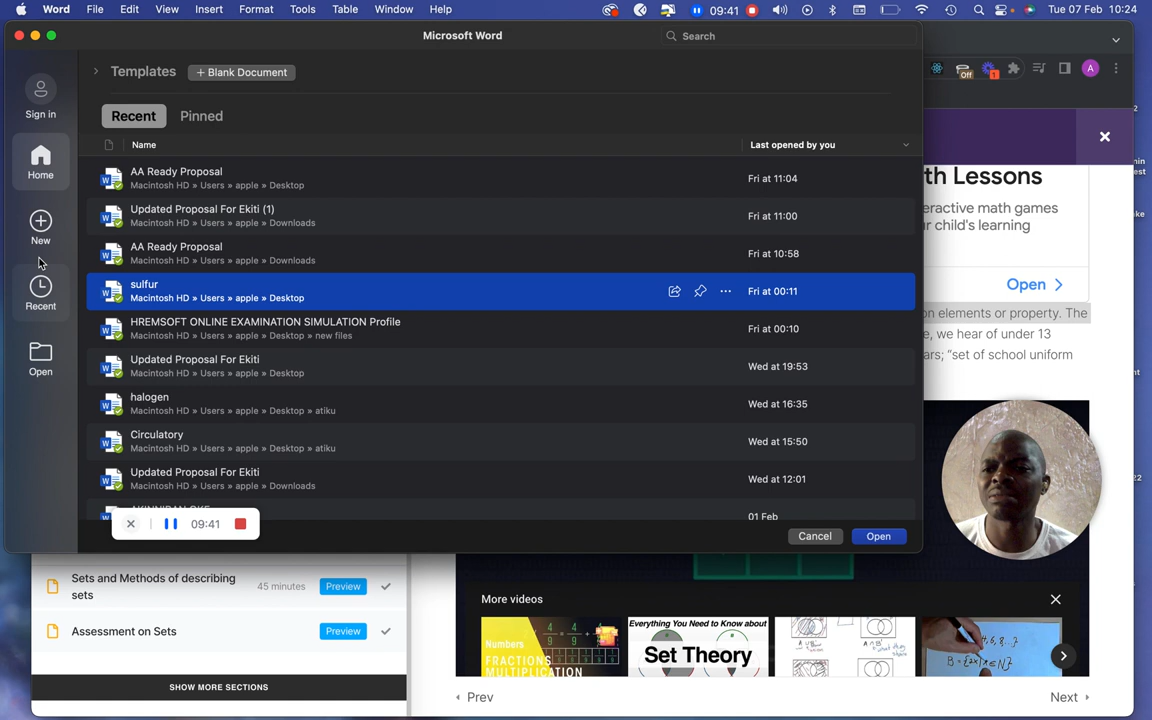 Word File Edit View Insert Format Tools Table Window Help 09:41 Tue 07 Feb 10:24
Microsoft Word
Search
Sign in
Home
New
Recent
Open
Templates + Blank Document
Recent Pinned
Name Last opened by you
AA Ready Proposal
Macintosh HD » Users » apple » Desktop
Fri at 11:04
Updated Proposal For Ekiti (1)
Macintosh HD » Users » apple » Downloads
Fri at 11:00
AA Ready Proposal
Macintosh HD » Users » apple » Downloads
Fri at 10:58
sulfur
Macintosh HD » Users » apple » Desktop
Fri at 00:11
HREMSOFT ONLINE EXAMINATION SIMULATION Profile
Macintosh HD » Users » apple » Desktop » new files
Fri at 00:10
Updated Proposal For Ekiti
Macintosh HD » Users » apple » Desktop
Wed at 19:53
halogen
Macintosh HD » Users » apple » Desktop » atiku
Wed at 16:35
Circulatory
Macintosh HD » Users » apple » Desktop » atiku
Wed at 15:50
Updated Proposal For Ekiti
Macintosh HD » Users » apple » Downloads
Wed at 12:01
01 Feb
09:41
Cancel Open
Off
1
A
th Lessons
eractive math games
r child's learning
Open
on elements or property. The
e, we hear of under 13
ars; "set of school uniform
Sets and Methods of describing
sets
45 minutes Preview
Assessment on Sets Preview
SHOW MORE SECTIONS
More videos
Numbers
FRACTIONS
MULTIPLICATION
Everything You Need to Know about
Set Theory
Prev Next